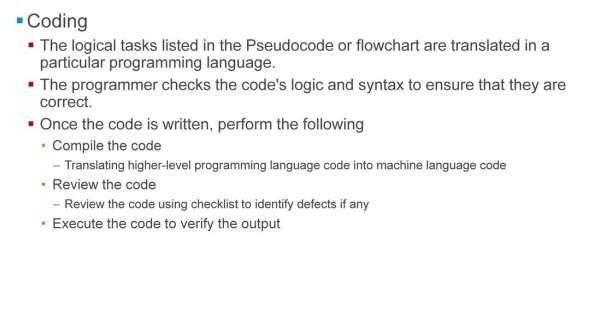 Coding
The logical tasks listed in the Pseudocode or flowchart are translated in a
particular programming language.
The programmer checks the code's logic and syntax to ensure that they are
correct.
Once the code is written, perform the following
Compile the code
– Translating higher-level programming language code into machine language code
Review the code
– Review the code using checklist to identify defects if any
Execute the code to verify the output